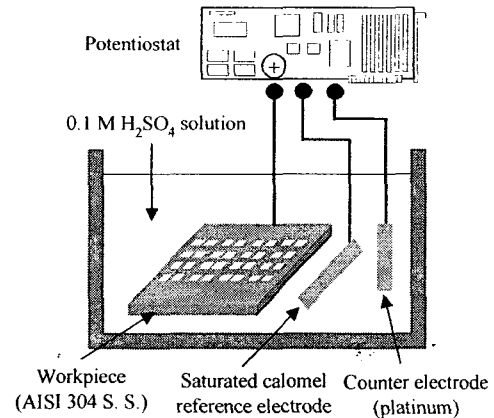 Potentiostat
+
0.1 M H₂SO₄ solution
Workpiece
(AISI 304 S. S.)
Saturated calomel
reference electrode
Counter electrode
(platinum)